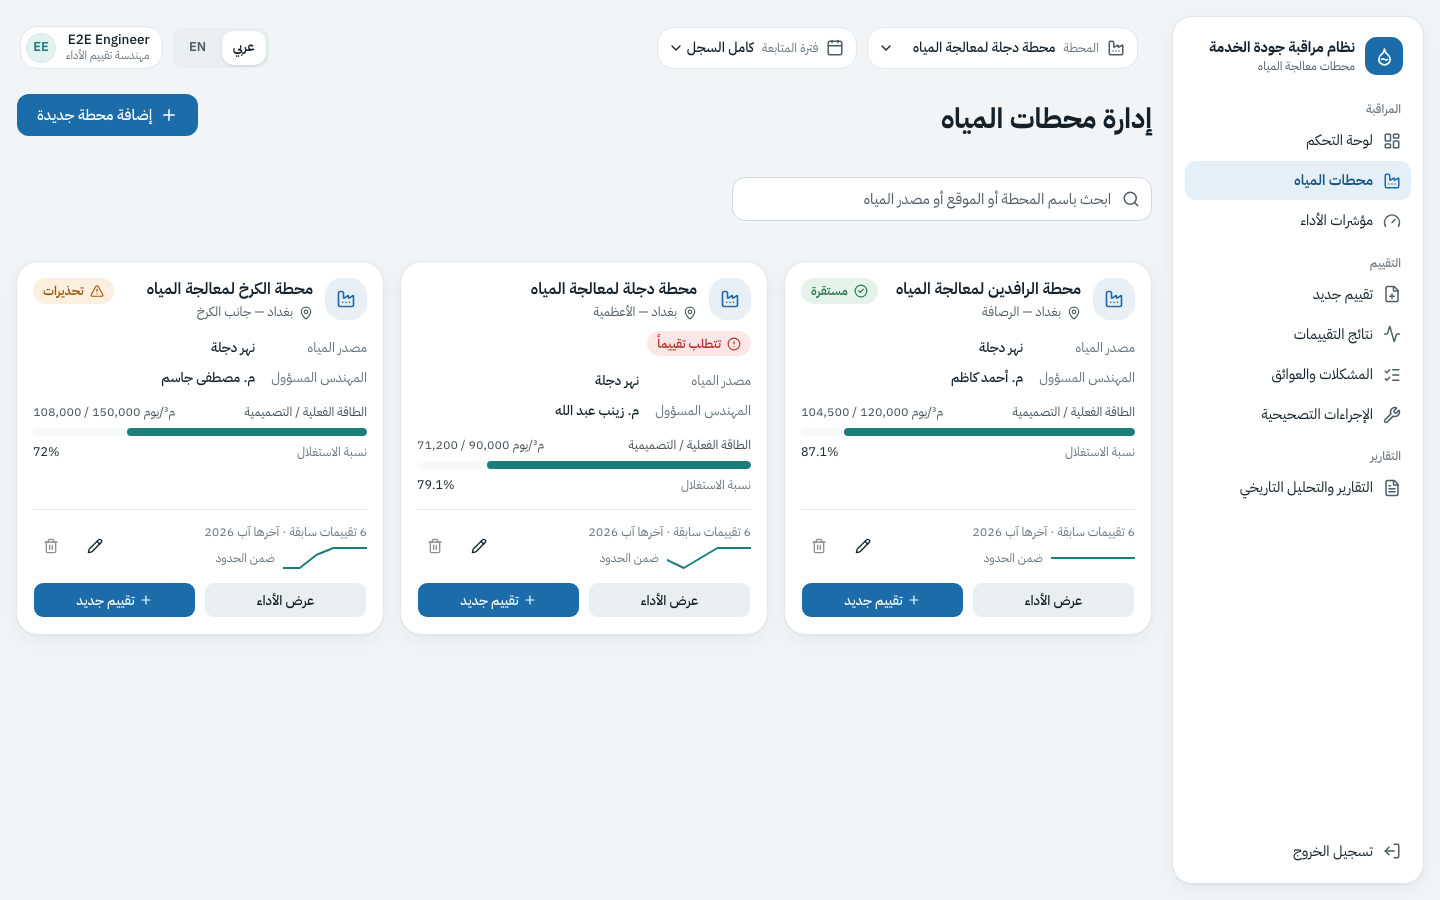 نظام مراقبة جودة الخدمة
محطات معالجة المياه
المراقبة
لوحة التحكم
محطات المياه
مؤشرات الأداء
التقييم
تقييم جديد
نتائج التقييمات
المشكلات والعوائق
الإجراءات التصحيحية
التقارير
التقارير والتحليل التاريخي
تسجيل الخروج
المحطة محطة دجلة لمعالجة المياه
فترة المتابعة كامل السجل
عربي EN
E2E Engineer
مهندسة تقييم الأداء
EE
إدارة محطات المياه
إضافة محطة جديدة
ابحث باسم المحطة أو الموقع أو مصدر المياه
محطة الرافدين لمعالجة المياه
مستقرة
بغداد — الرصافة
مصدر المياه نهر دجلة
المهندس المسؤول م. أحمد كاظم
الطاقة الفعلية / التصميمية 104,500 / 120,000 م³/يوم
نسبة الاستغلال 87.1%
6 تقييمات سابقة · آخرها آب 2026
ضمن الحدود
عرض الأداء
تقييم جديد
محطة دجلة لمعالجة المياه
بغداد — الأعظمية
تتطلب تقييماً
مصدر المياه نهر دجلة
المهندس المسؤول م. زينب عبد الله
الطاقة الفعلية / التصميمية 71,200 / 90,000 م³/يوم
نسبة الاستغلال 79.1%
6 تقييمات سابقة · آخرها آب 2026
ضمن الحدود
عرض الأداء
تقييم جديد
محطة الكرخ لمعالجة المياه
تحذيرات
بغداد — جانب الكرخ
مصدر المياه نهر دجلة
المهندس المسؤول م. مصطفى جاسم
الطاقة الفعلية / التصميمية 108,000 / 150,000 م³/يوم
نسبة الاستغلال 72%
6 تقييمات سابقة · آخرها آب 2026
ضمن الحدود
عرض الأداء
تقييم جديد